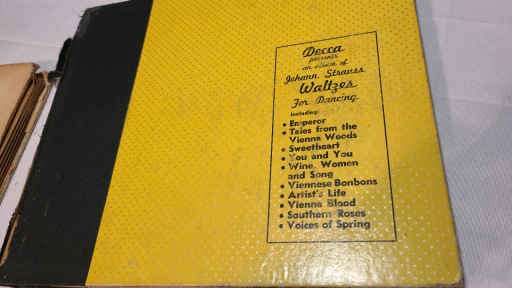 Decca
presents
an album of
Johann Strauss
Waltzes
For Dancing
including:
• Emperor
• Tales from the
Vienna Woods
• Sweetheart
• You and You
• Wine, Women
and Song
• Viennese Bonbons
• Artist's Life
• Vienna Blood
• Southern Roses
• Voices of Spring